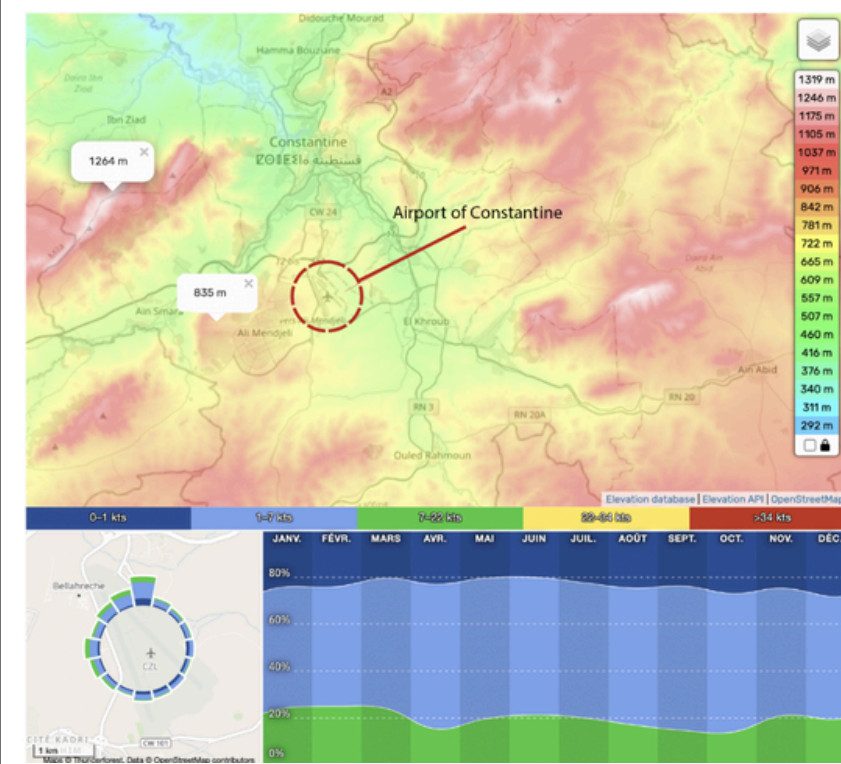 Didouche Mourad
Hamma Bouziane
Daira Ibn
Ziad
A2
Ibn Ziad
Constantine
قسنطينة
1264 m
CW 24
Airport of Constantine
835 m
Ain Smara
Ali Mendjeli
El Khroub
Ain Abid
RN 3
RN 20A
RN 20
Ouled Rahmoun
1319 m
1246 m
1175 m
1105 m
1037 m
971 m
906 m
842 m
781 m
722 m
665 m
609 m
557 m
507 m
460 m
416 m
376 m
340 m
311 m
292 m
Elevation database | Elevation API | OpenStreetMap
0–1 kts
1–7 kts
7–22 kts
22–34 kts
>34 kts
JANV. FÉVR. MARS AVR. MAI JUIN JUIL. AOÛT SEPT. OCT. NOV. DÉC.
80%
60%
40%
20%
0%
Bellahreche
CZL
CITÉ KADRI
1 km
CW 101
Maps © Thunderforest, Data © OpenStreetMap contributors